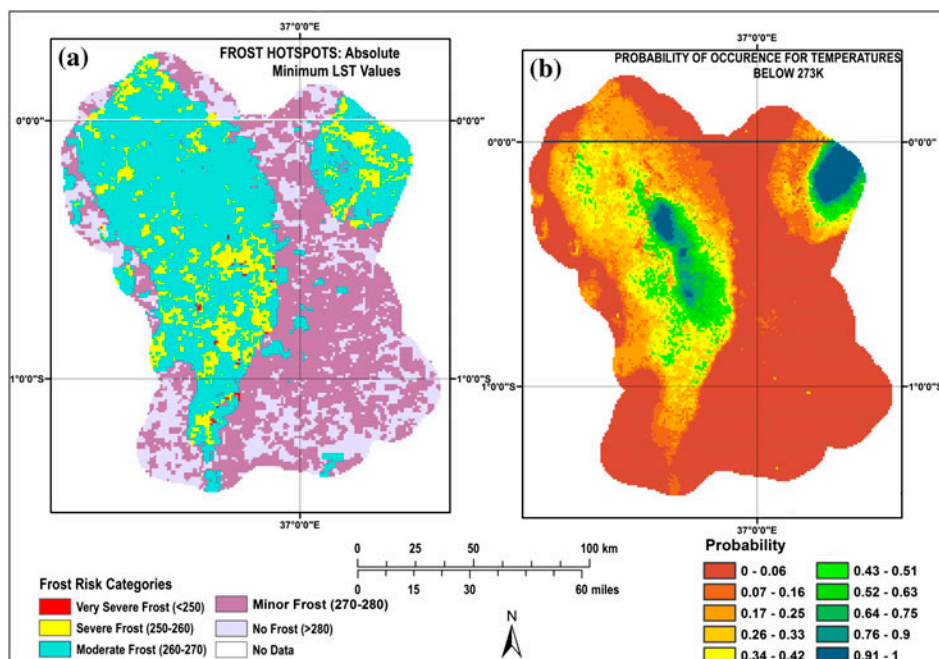 37°0'0"E
37°0'0"E
(a)
FROST HOTSPOTS: Absolute
Minimum LST Values
(b)
PROBABILITY OF OCCURENCE FOR TEMPERATURES
BELOW 273K
0°0'0"
0°0'0"
0°0'0"
0°0'0"
1°0'0"S
1°0'0"S
1°0'0"S
1°0'0"S
37°0'0"E
37°0'0"E
0 25 50 100 km
0 15 30 60 miles
N
Frost Risk Categories
Very Severe Frost (<250)
Severe Frost (250-260)
Moderate Frost (260-270)
Minor Frost (270-280)
No Frost (>280)
No Data
Probability
0 - 0.06
0.07 - 0.16
0.17 - 0.25
0.26 - 0.33
0.34 - 0.42
0.43 - 0.51
0.52 - 0.63
0.64 - 0.75
0.76 - 0.9
0.91 - 1